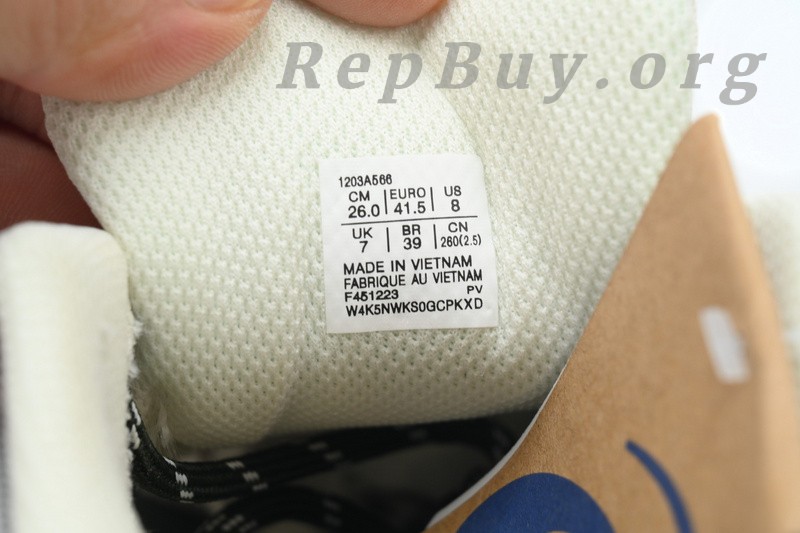 RepBuy.org
1203A566
CM EURO US
26.0 41.5 8
UK BR CN
7 39 260(2.5)
MADE IN VIETNAM
FABRIQUE AU VIETNAM
F451223 PV
W4K5NWKS0GCPKXD